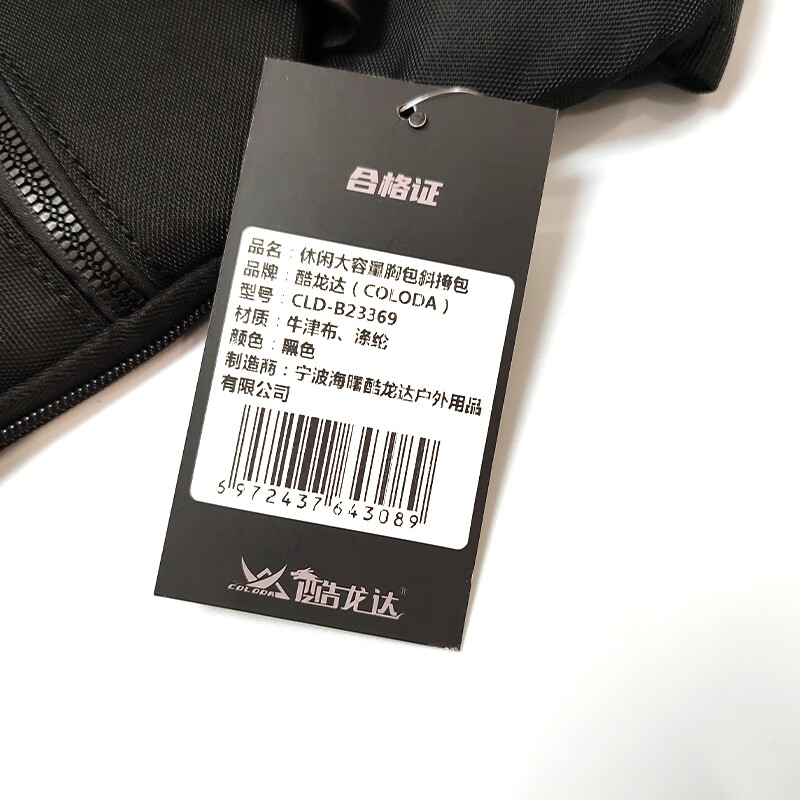 合格证
品名：休闲大容量胸包斜挎包
品牌：酷龙达（COLODA）
型号：CLD-B23369
材质：牛津布、涤纶
颜色：黑色
制造商：宁波海曙酷龙达户外用品
有限公司
6 972437 643089
COLODA 酷龙达®